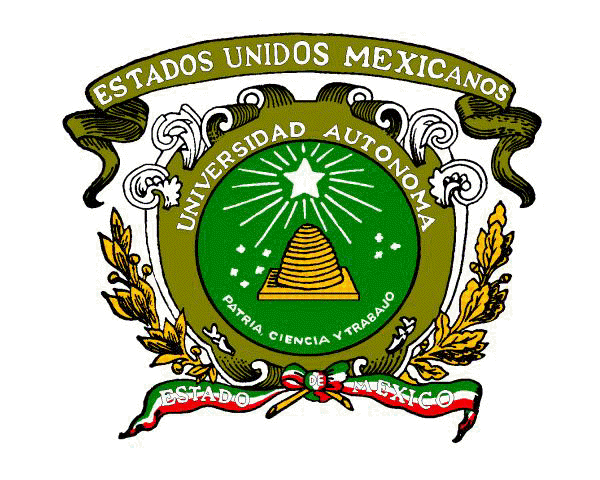 ESTADOS UNIDOS MEXICANOS
UNIVERSIDAD AUTONOMA
PATRIA, CIENCIA Y TRABAJO
ESTADO DE MEXICO